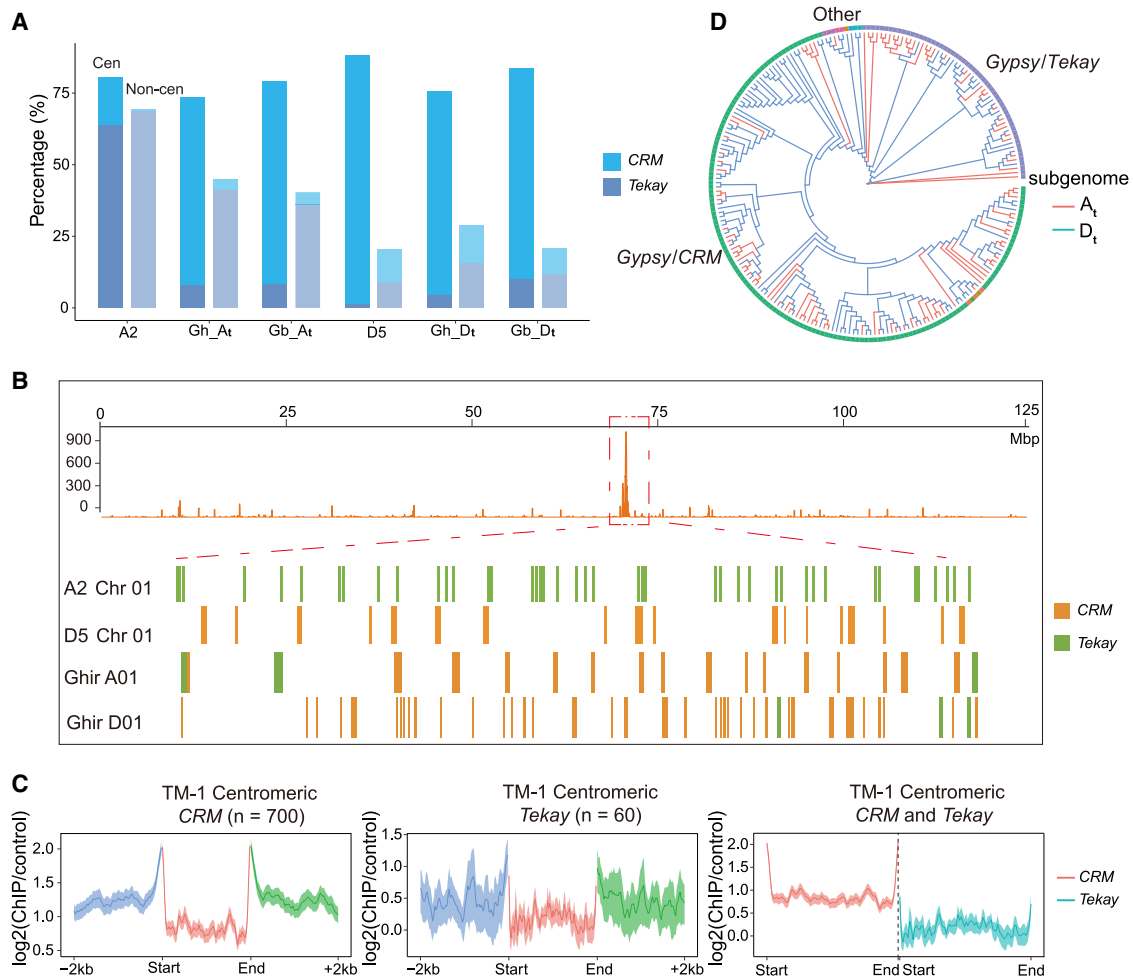 A
Percentage (%)
75
50
25
0
Cen
Non-cen
A2
Gh_At
Gb_At
D5
Gh_Dt
Gb_Dt
CRM
Tekay
D
Other
Gypsy/Tekay
Gypsy/CRM
subgenome
At
Dt
B
0
25
50
75
100
125
Mbp
900
600
300
0
A2 Chr 01
D5 Chr 01
Ghir A01
Ghir D01
CRM
Tekay
C
TM-1 Centromeric
CRM (n = 700)
log2(ChIP/control)
2.0
1.5
1.0
0.5
−2kb
Start
End
+2kb
TM-1 Centromeric
Tekay (n = 60)
log2(ChIP/control)
1.5
1.0
0.5
0.0
−2kb
Start
End
+2kb
TM-1 Centromeric
CRM and Tekay
log2(ChIP/control)
2.0
1.5
1.0
0.5
0.0
Start
End
Start
End
CRM
Tekay